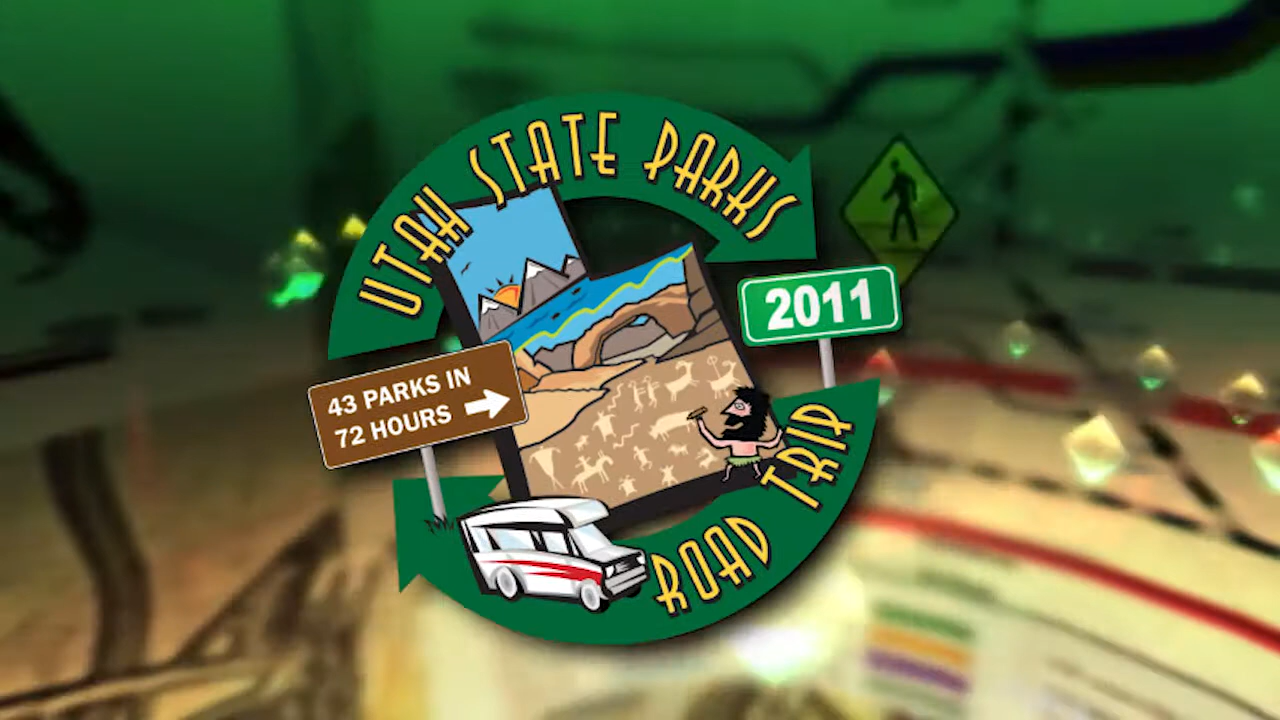 UTAH STATE PARKS
2011
43 PARKS IN
72 HOURS
ROAD TRIP